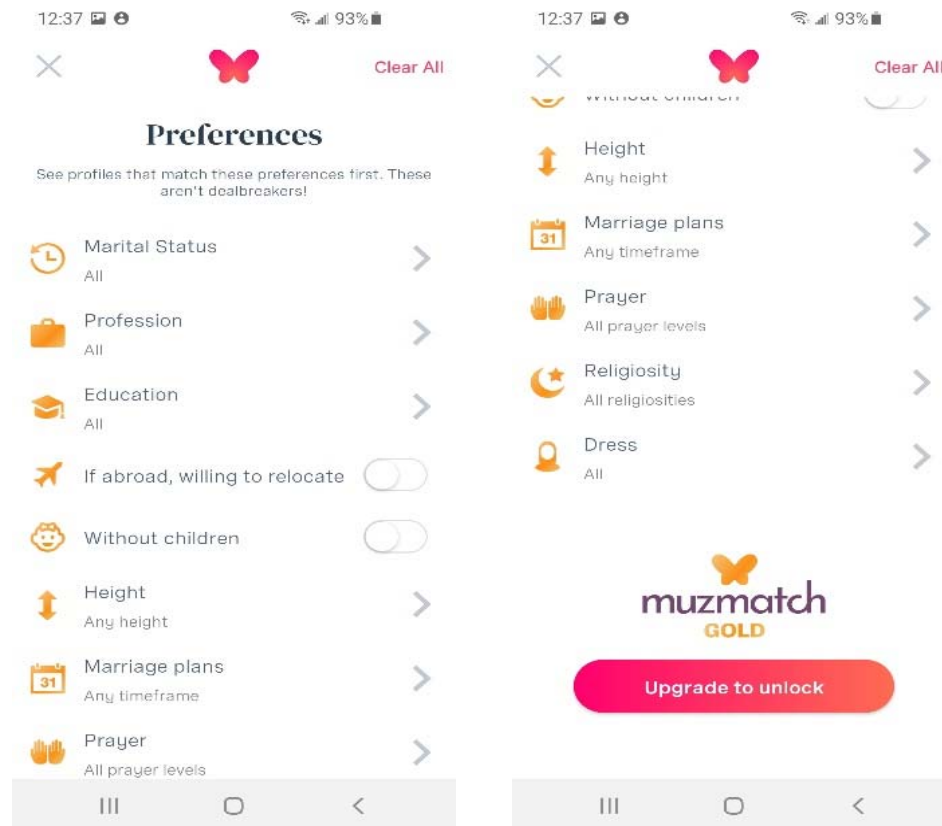 12:37
93%
Clear All
Preferences
See profiles that match these preferences first. These
aren't dealbreakers!
Marital Status
All
Profession
All
Education
All
If abroad, willing to relocate
Without children
Height
Any height
31
Marriage plans
Any timeframe
Prayer
All prayer levels
12:37
93%
Clear All
Without children
Height
Any height
31
Marriage plans
Any timeframe
Prayer
All prayer levels
Religiosity
All religiosities
Dress
All
muzmatch
GOLD
Upgrade to unlock